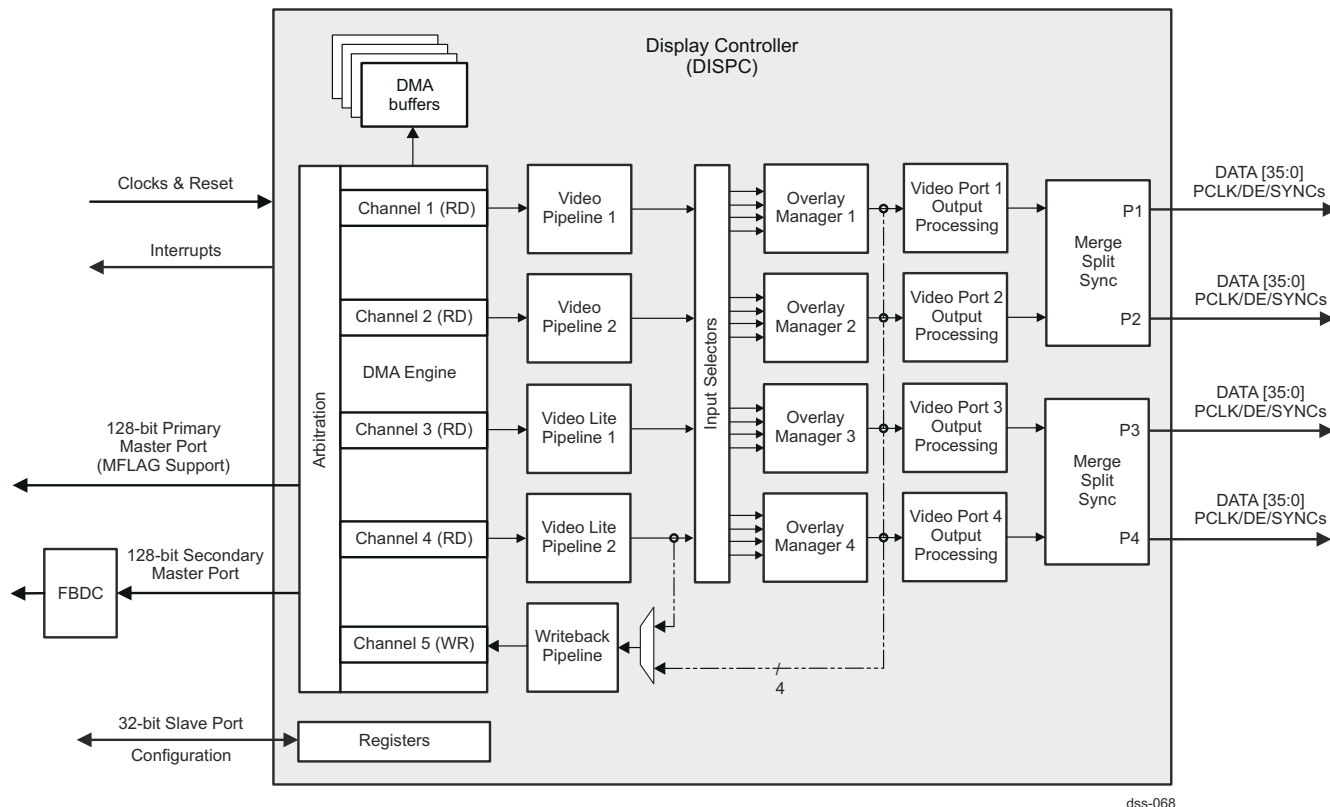 Display Controller
(DISPC)
DMA
buffers
Clocks & Reset
Interrupts
128-bit Primary
Master Port
(MFLAG Support)
128-bit Secondary
Master Port
FBDC
32-bit Slave Port
Configuration
Arbitration
Channel 1 (RD)
Channel 2 (RD)
DMA Engine
Channel 3 (RD)
Channel 4 (RD)
Channel 5 (WR)
Registers
Video
Pipeline 1
Video
Pipeline 2
Video Lite
Pipeline 1
Video Lite
Pipeline 2
Writeback
Pipeline
4
Input Selectors
Overlay
Manager 1
Overlay
Manager 2
Overlay
Manager 3
Overlay
Manager 4
Video Port 1
Output
Processing
Video Port 2
Output
Processing
Video Port 3
Output
Processing
Video Port 4
Output
Processing
P1
Merge
Split
Sync
P2
P3
Merge
Split
Sync
P4
DATA [35:0]
PCLK/DE/SYNCs
DATA [35:0]
PCLK/DE/SYNCs
DATA [35:0]
PCLK/DE/SYNCs
DATA [35:0]
PCLK/DE/SYNCs
dss-068